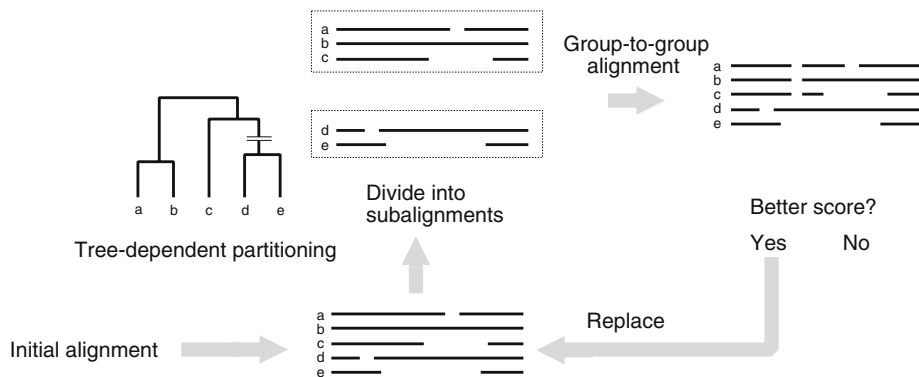 a
b
c
Group-to-group
alignment
a
b
c
d
e
d
e
a b c d e
Tree-dependent partitioning
Divide into
subalignments
Better score?
Yes No
Initial alignment
a
b
c
d
e
Replace